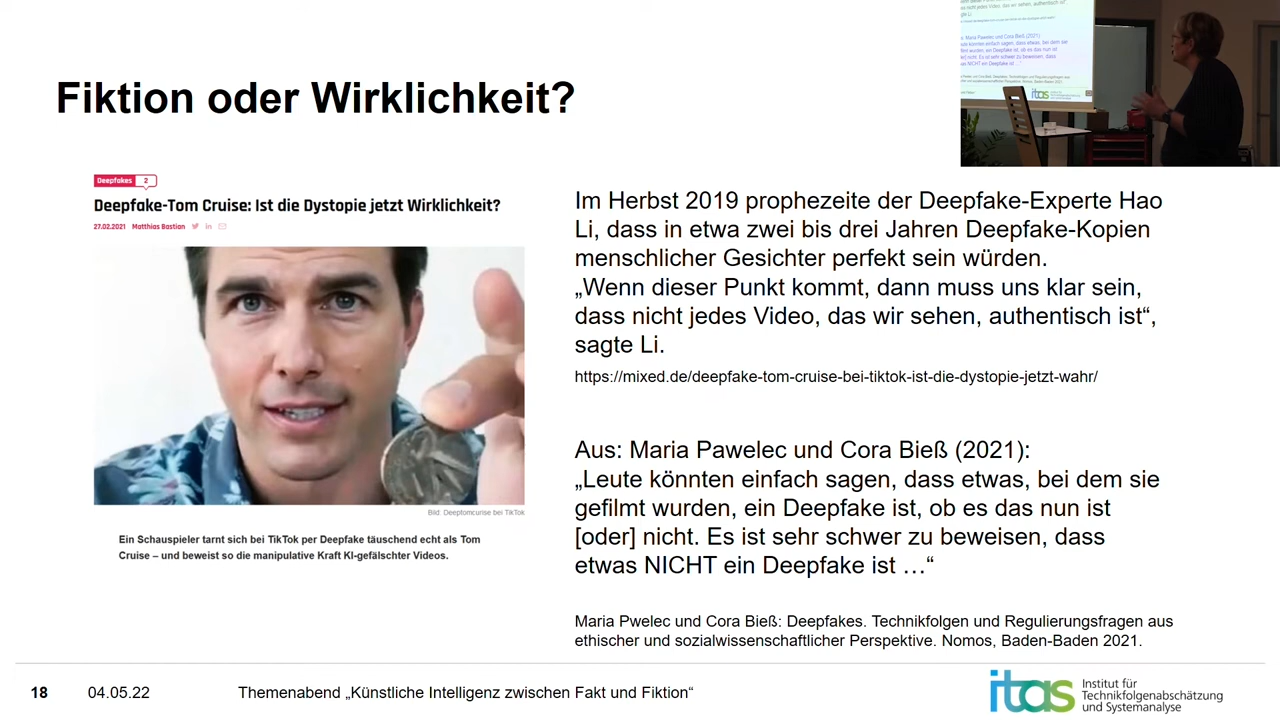 Fiktion oder Wirklichkeit?
Deepfakes 2
Deepfake-Tom Cruise: Ist die Dystopie jetzt Wirklichkeit?
27.02.2021 Matthias Bastian
Bild: Deeptomcruise bei TikTok
Ein Schauspieler tarnt sich bei TikTok per Deepfake täuschend echt als Tom
Cruise – und beweist so die manipulative Kraft KI-gefälschter Videos.
Im Herbst 2019 prophezeite der Deepfake-Experte Hao
Li, dass in etwa zwei bis drei Jahren Deepfake-Kopien
menschlicher Gesichter perfekt sein würden.
„Wenn dieser Punkt kommt, dann muss uns klar sein,
dass nicht jedes Video, das wir sehen, authentisch ist“,
sagte Li.
https://mixed.de/deepfake-tom-cruise-bei-tiktok-ist-die-dystopie-jetzt-wahr/
Aus: Maria Pawelec und Cora Bieß (2021):
„Leute könnten einfach sagen, dass etwas, bei dem sie
gefilmt wurden, ein Deepfake ist, ob es das nun ist
[oder] nicht. Es ist sehr schwer zu beweisen, dass
etwas NICHT ein Deepfake ist …“
Maria Pwelec und Cora Bieß: Deepfakes. Technikfolgen und Regulierungsfragen aus
ethischer und sozialwissenschaftlicher Perspektive. Nomos, Baden-Baden 2021.
18 04.05.22 Themenabend „Künstliche Intelligenz zwischen Fakt und Fiktion“
itas Institut für
Technikfolgenabschätzung
und Systemanalyse